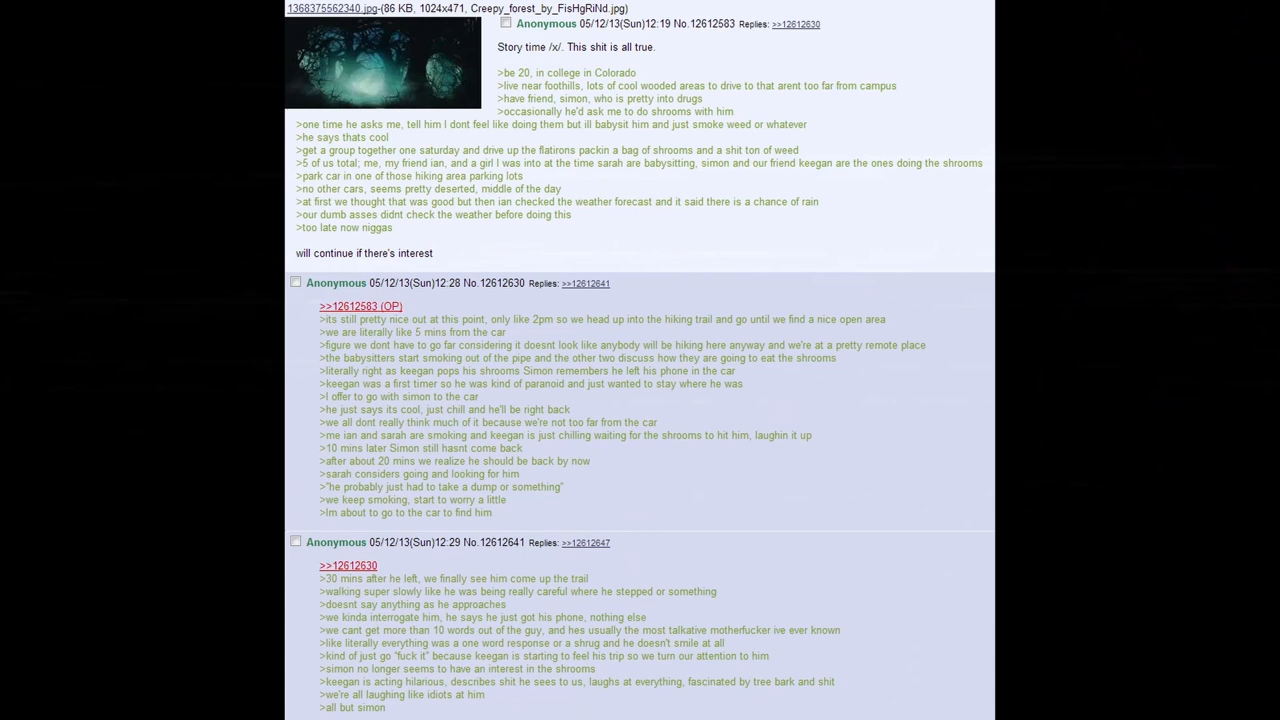 1368375562340.jpg-(86 KB, 1024x471, Creepy_forest_by_FisHgRiNd.jpg)
Anonymous 05/12/13(Sun)12:19 No.12612583 Replies: >>12612630
Story time /x/. This shit is all true.
>be 20, in college in Colorado
>live near foothills, lots of cool wooded areas to drive to that arent too far from campus
>have friend, simon, who is pretty into drugs
>occasionally he'd ask me to do shrooms with him
>one time he asks me, tell him I dont feel like doing them but ill babysit him and just smoke weed or whatever
>he says thats cool
>get a group together one saturday and drive up the flatirons packin a bag of shrooms and a shit ton of weed
>5 of us total; me, my friend ian, and a girl I was into at the time sarah are babysitting, simon and our friend keegan are the ones doing the shrooms
>park car in one of those hiking area parking lots
>no other cars, seems pretty deserted, middle of the day
>at first we thought that was good but then ian checked the weather forecast and it said there is a chance of rain
>our dumb asses didnt check the weather before doing this
>too late now niggas
will continue if there's interest
Anonymous 05/12/13(Sun)12:28 No.12612630 Replies: >>12612641
>>12612583 (OP)
>its still pretty nice out at this point, only like 2pm so we head up into the hiking trail and go until we find a nice open area
>we are literally like 5 mins from the car
>figure we dont have to go far considering it doesnt look like anybody will be hiking here anyway and we're at a pretty remote place
>the babysitters start smoking out of the pipe and the other two discuss how they are going to eat the shrooms
>literally right as keegan pops his shrooms Simon remembers he left his phone in the car
>keegan was a first timer so he was kind of paranoid and just wanted to stay where he was
>I offer to go with simon to the car
>he just says its cool, just chill and he'll be right back
>we all dont really think much of it because we're not too far from the car
>me ian and sarah are smoking and keegan is just chilling waiting for the shrooms to hit him, laughin it up
>10 mins later Simon still hasnt come back
>after about 20 mins we realize he should be back by now
>sarah considers going and looking for him
>"he probably just had to take a dump or something"
>we keep smoking, start to worry a little
>Im about to go to the car to find him
Anonymous 05/12/13(Sun)12:29 No.12612641 Replies: >>12612647
>>12612630
>30 mins after he left, we finally see him come up the trail
>walking super slowly like he was being really careful where he stepped or something
>doesnt say anything as he approaches
>we kinda interrogate him, he says he just got his phone, nothing else
>we cant get more than 10 words out of the guy, and hes usually the most talkative motherfucker ive ever known
>like literally everything was a one word response or a shrug and he doesn't smile at all
>kind of just go "fuck it" because keegan is starting to feel his trip so we turn our attention to him
>simon no longer seems to have an interest in the shrooms
>keegan is acting hilarious, describes shit he sees to us, laughs at everything, fascinated by tree bark and shit
>we're all laughing like idiots at him
>all but simon